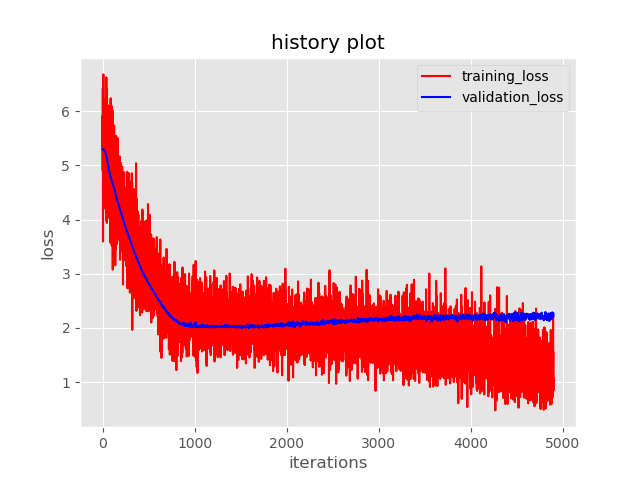 history plot
training_loss
validation_loss
6
5
4
3
2
1
loss
0 1000 2000 3000 4000 5000
iterations